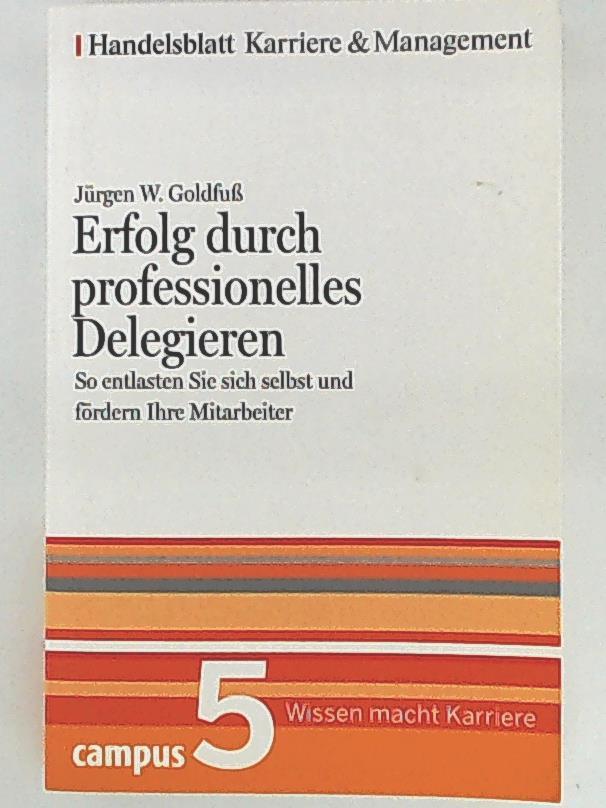 Handelsblatt Karriere & Management
Jürgen W. Goldfuß
Erfolg durch
professionelles
Delegieren
So entlasten Sie sich selbst und
fördern Ihre Mitarbeiter
5 Wissen macht Karriere
campus